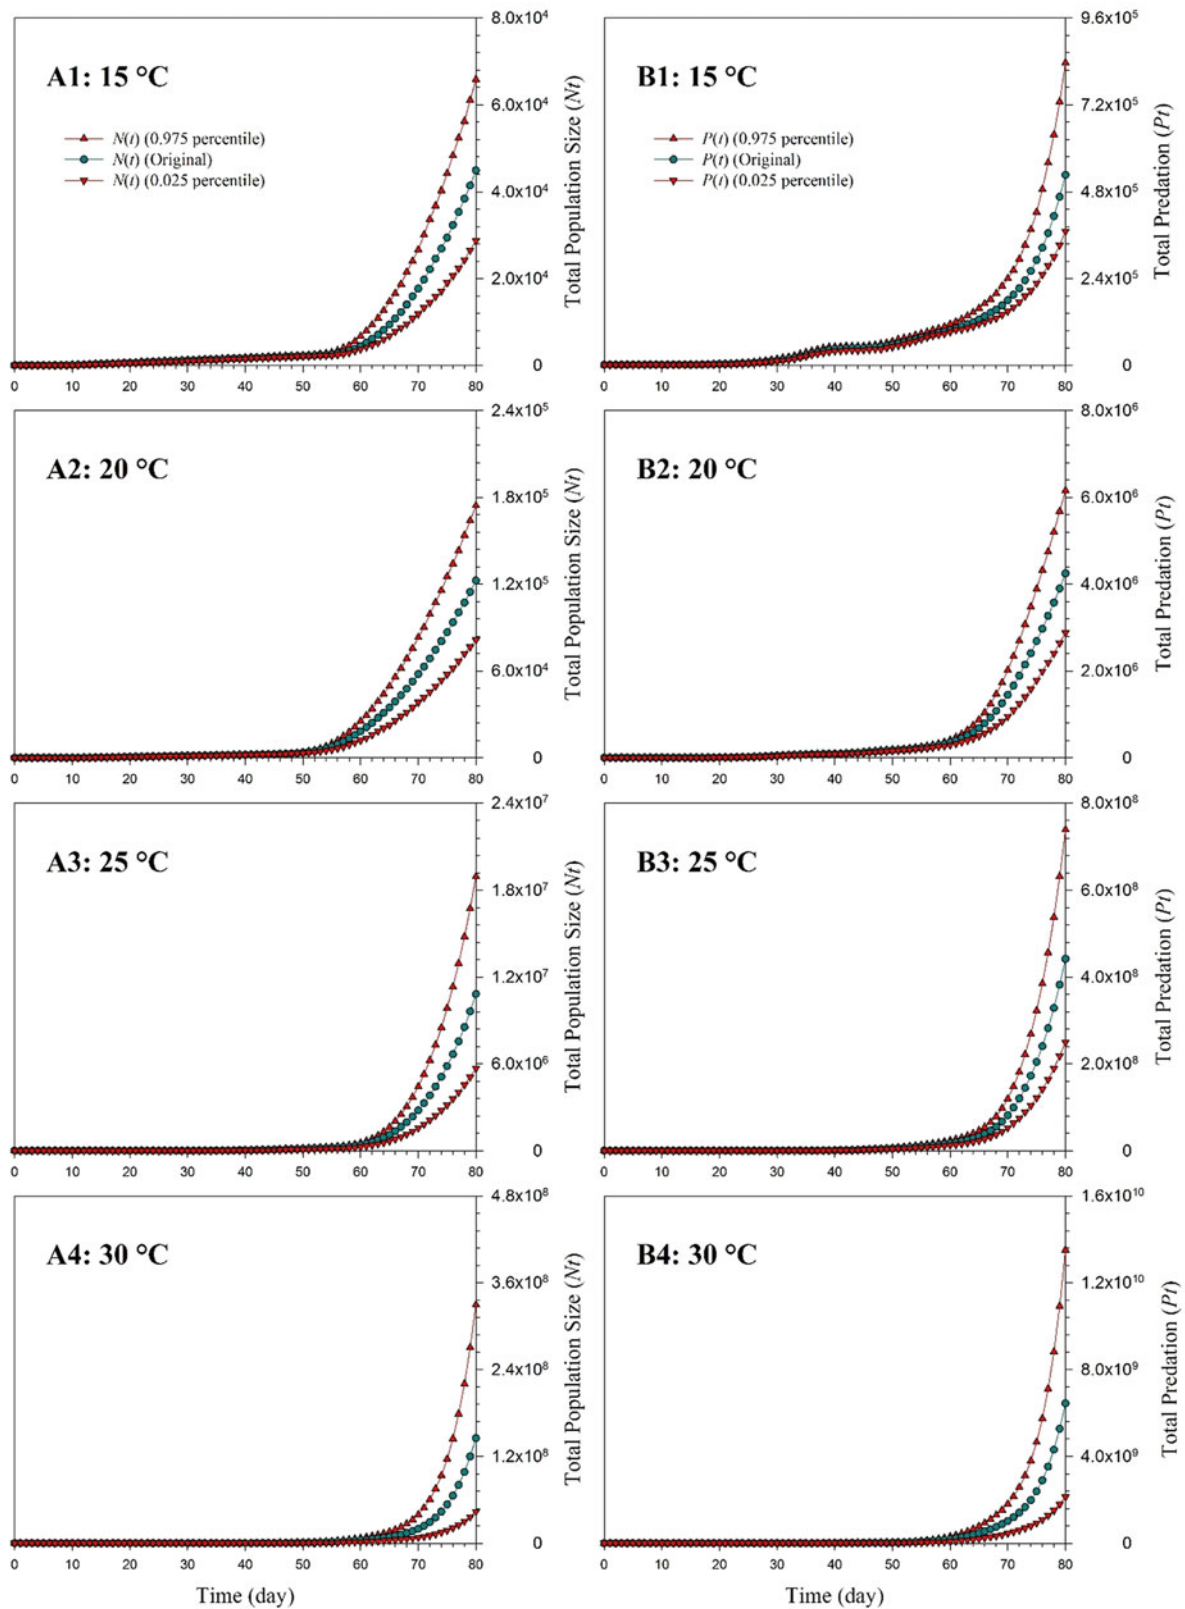 A1: 15 °C
N(t) (0.975 percentile)
N(t) (Original)
N(t) (0.025 percentile)
8.0x10⁴
6.0x10⁴
4.0x10⁴
2.0x10⁴
0
Total Population Size (Nt)
0 10 20 30 40 50 60 70 80
B1: 15 °C
P(t) (0.975 percentile)
P(t) (Original)
P(t) (0.025 percentile)
9.6x10⁵
7.2x10⁵
4.8x10⁵
2.4x10⁵
0
Total Predation (Pt)
0 10 20 30 40 50 60 70 80
A2: 20 °C
2.4x10⁵
1.8x10⁵
1.2x10⁵
6.0x10⁴
0
Total Population Size (Nt)
0 10 20 30 40 50 60 70 80
B2: 20 °C
8.0x10⁶
6.0x10⁶
4.0x10⁶
2.0x10⁶
0
Total Predation (Pt)
0 10 20 30 40 50 60 70 80
A3: 25 °C
2.4x10⁷
1.8x10⁷
1.2x10⁷
6.0x10⁶
0
Total Population Size (Nt)
0 10 20 30 40 50 60 70 80
B3: 25 °C
8.0x10⁸
6.0x10⁸
4.0x10⁸
2.0x10⁸
0
Total Predation (Pt)
0 10 20 30 40 50 60 70 80
A4: 30 °C
4.8x10⁸
3.6x10⁸
2.4x10⁸
1.2x10⁸
0
Total Population Size (Nt)
0 10 20 30 40 50 60 70 80
Time (day)
B4: 30 °C
1.6x10¹⁰
1.2x10¹⁰
8.0x10⁹
4.0x10⁹
0
Total Predation (Pt)
0 10 20 30 40 50 60 70 80
Time (day)